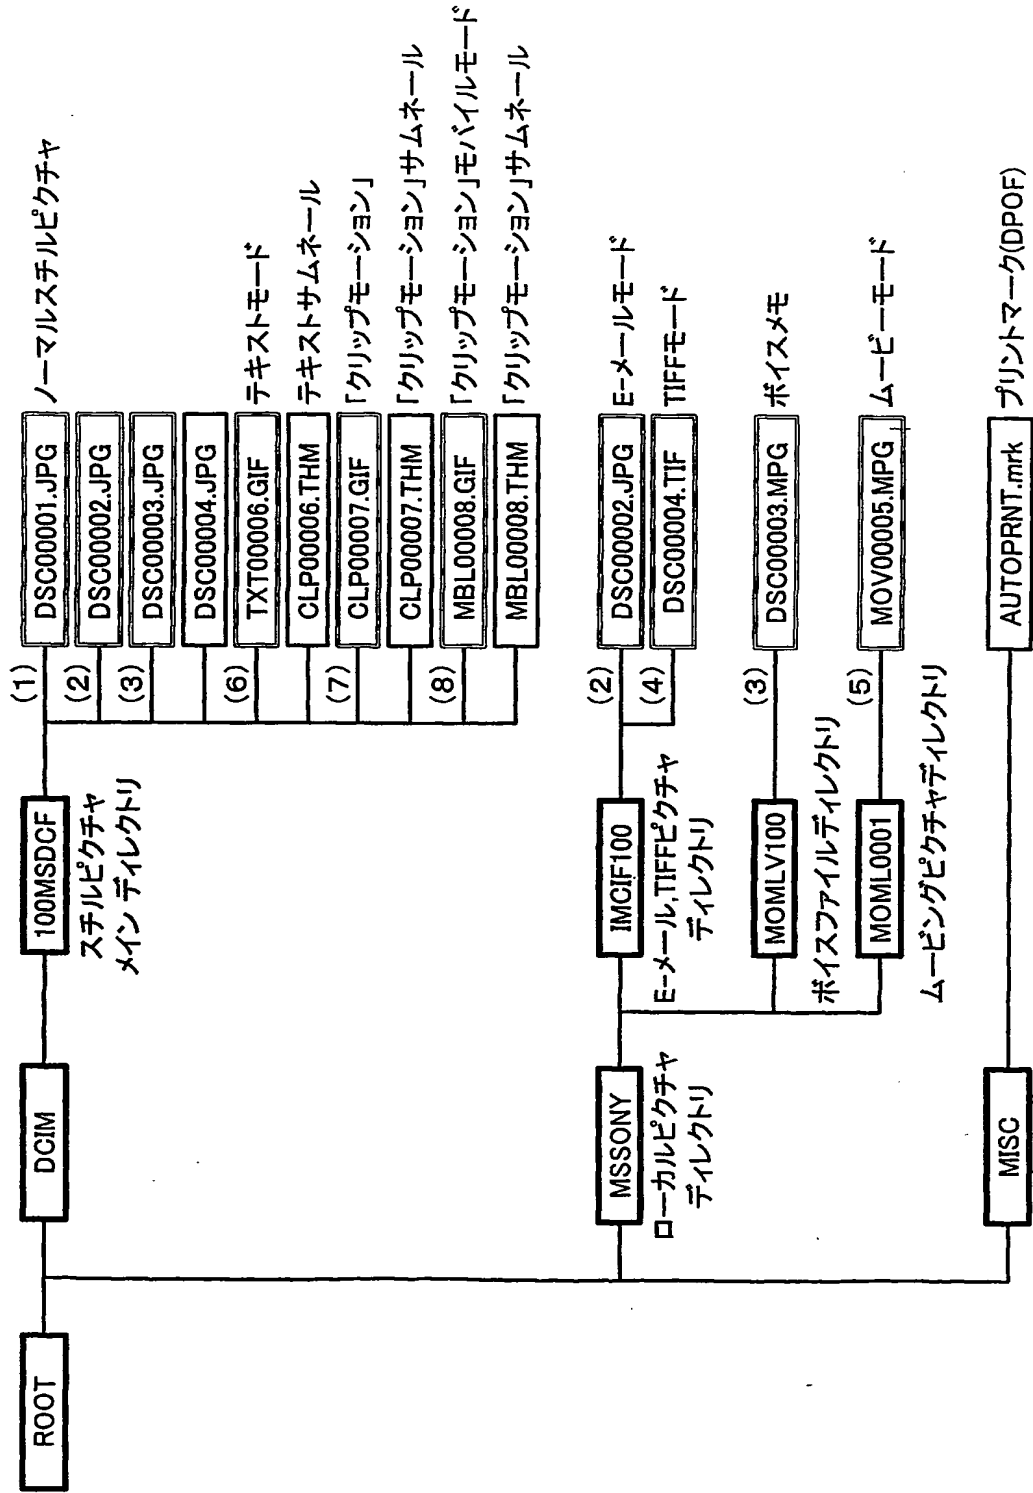 ROOT
DCIM
100MSDCF
スチルピクチャ
メイン ディレクトリ
(1)
DSC00001.JPG
ノーマルスチルピクチャ
(2)
DSC00002.JPG
(3)
DSC00003.JPG
DSC00004.JPG
(6)
TXT00006.GIF
テキストモード
CLP00006.THM
テキストサムネール
(7)
CLP00007.GIF
「クリップモーション」
CLP00007.THM
「クリップモーション」サムネール
(8)
MBL00008.GIF
「クリップモーション」モバイルモード
MBL00008.THM
「クリップモーション」サムネール
MSSONY
ローカルピクチャ
ディレクトリ
IMCIF100
E-メール,TIFFピクチャ
ディレクトリ
(2)
DSC00002.JPG
E-メールモード
(4)
DSC00004.TIF
TIFFモード
MOMLV100
ボイスファイルディレクトリ
(3)
DSC00003.MPG
ボイスメモ
MOML0001
ムービングピクチャディレクトリ
(5)
MOV00005.MPG
ムービーモード
MISC
AUTOPRNT.mrk
プリントマーク(DPOF)